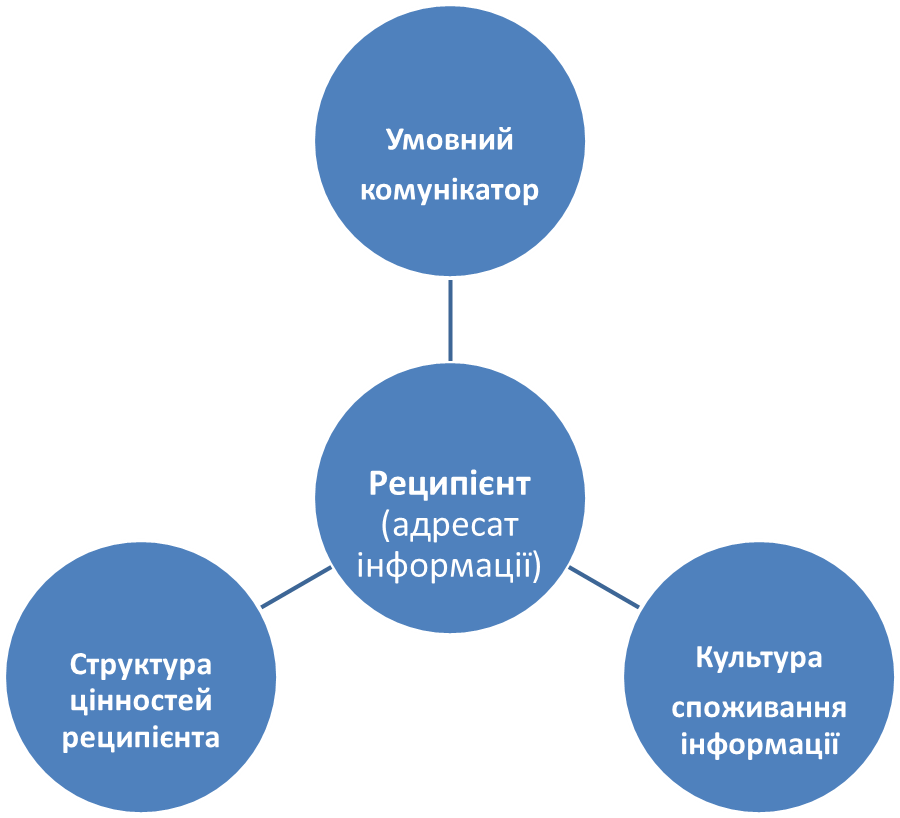 Умовний
комунікатор
Реципієнт
(адресат
інформації)
Структура
цінностей
реципієнта
Культура
споживання
інформації